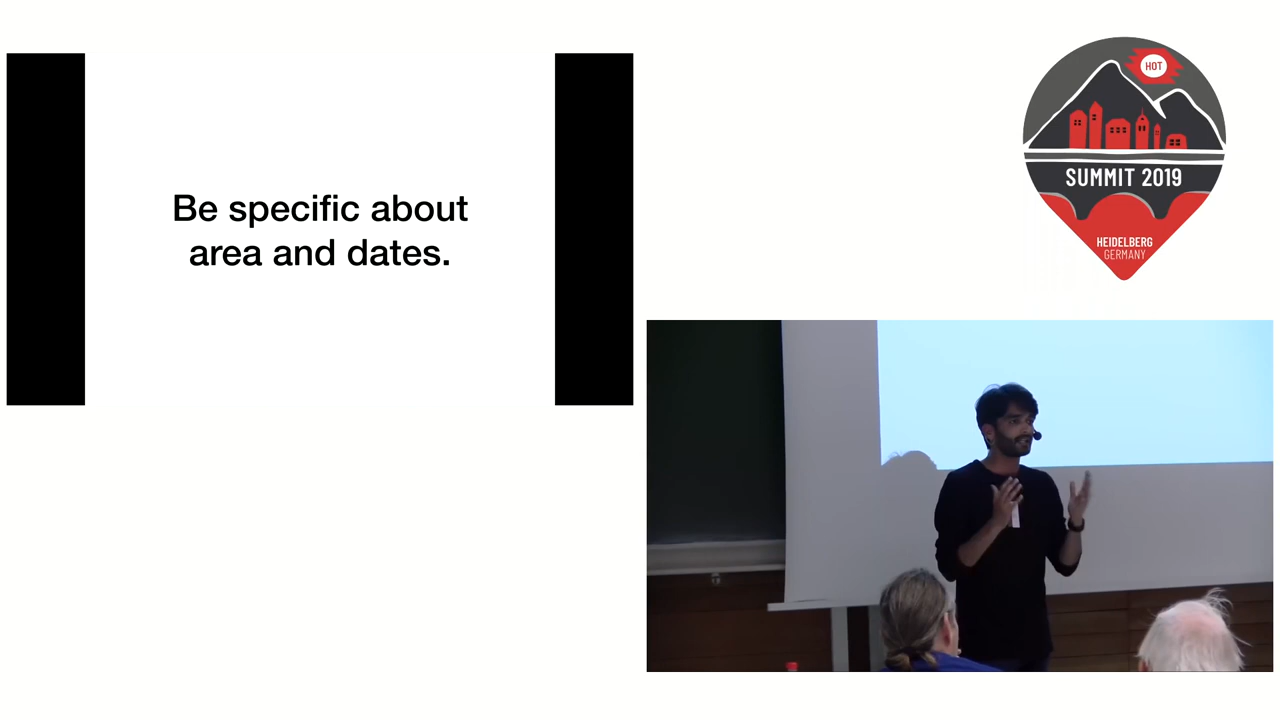 Be specific about
area and dates.
HOT
SUMMIT 2019
HEIDELBERG
GERMANY